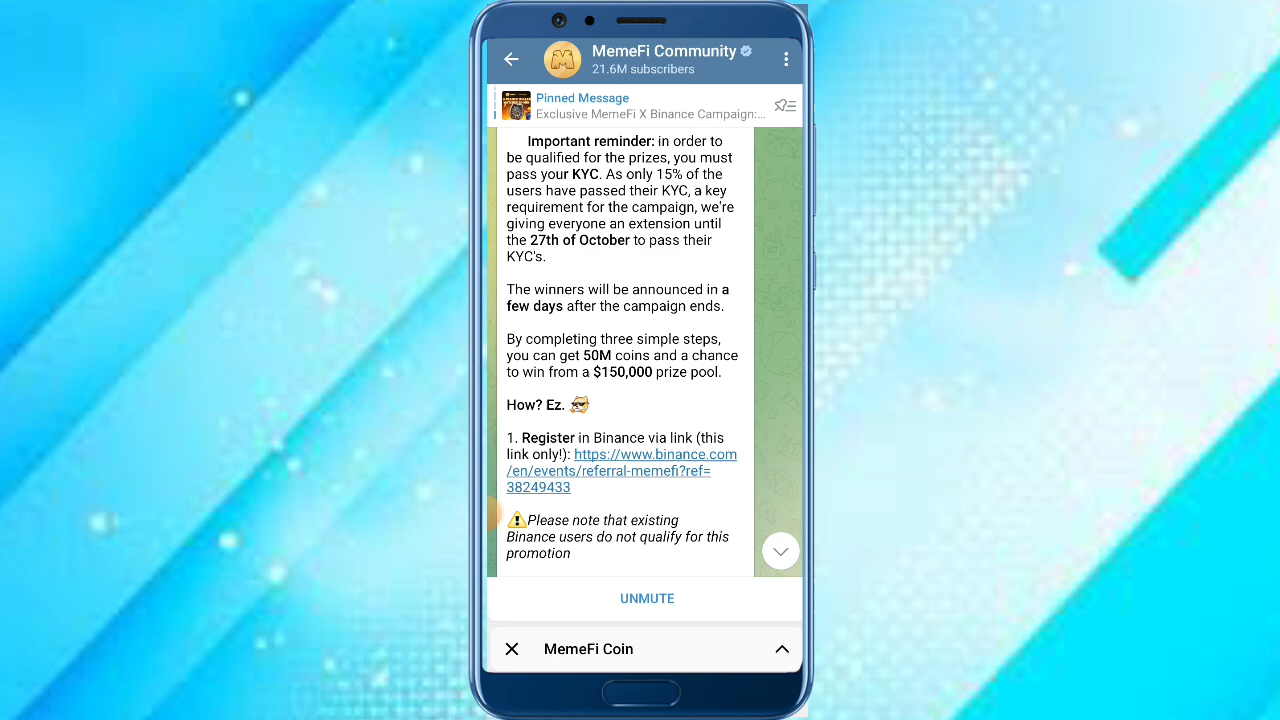 MemeFi Community
21.6M subscribers
Pinned Message
Exclusive MemeFi X Binance Campaign:...
Important reminder: in order to
be qualified for the prizes, you must
pass your KYC. As only 15% of the
users have passed their KYC, a key
requirement for the campaign, we're
giving everyone an extension until
the 27th of October to pass their
KYC's.
The winners will be announced in a
few days after the campaign ends.
By completing three simple steps,
you can get 50M coins and a chance
to win from a $150,000 prize pool.
How? Ez.
1. Register in Binance via link (this
link only!): https://www.binance.com
/en/events/referral-memefi?ref=
38249433
Please note that existing
Binance users do not qualify for this
promotion
UNMUTE
MemeFi Coin